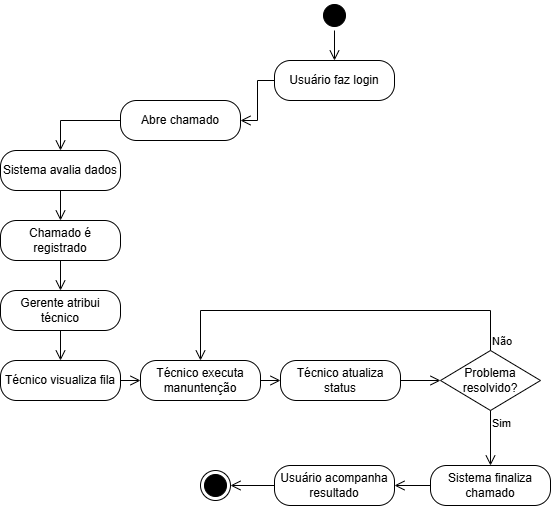 Usuário faz login
Abre chamado
Sistema avalia dados
Chamado é
registrado
Gerente atribui
técnico
Técnico visualiza fila
Técnico executa
manuntenção
Técnico atualiza
status
Problema
resolvido?
Não
Sim
Sistema finaliza
chamado
Usuário acompanha
resultado